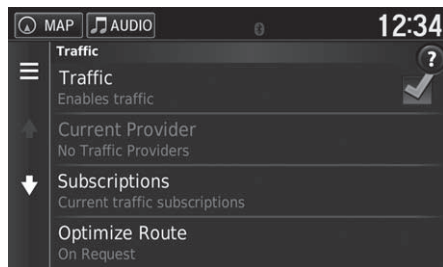 MAP AUDIO 12:34
Traffic
?
Traffic
Enables traffic
Current Provider
No Traffic Providers
Subscriptions
Current traffic subscriptions
Optimize Route
On Request